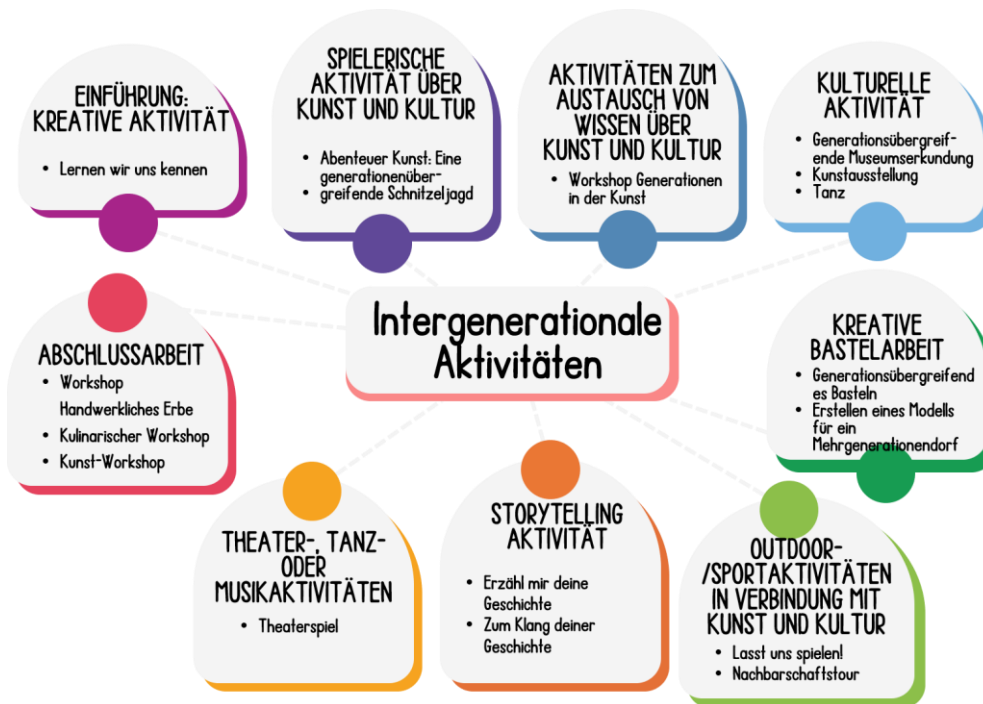 EINFÜHRUNG:
KREATIVE AKTIVITÄT
• Lernen wir uns kennen
SPIELERISCHE
AKTIVITÄT ÜBER
KUNST UND KULTUR
• Abenteuer Kunst: Eine
generationenüber-
• greifende Schnitzeljagd
AKTIVITÄTEN ZUM
AUSTAUSCH VON
WISSEN ÜBER
KUNST UND KULTUR
• Workshop Generationen
in der Kunst
KULTURELLE
AKTIVITÄT
• Generationsübergreif-
ende Museumserkundung
• Kunstausstellung
• Tanz
Intergenerationale
Aktivitäten
ABSCHLUSSARBEIT
• Workshop
Handwerkliches Erbe
• Kulinarischer Workshop
• Kunst-Workshop
KREATIVE
BASTELARBEIT
• Generationsübergreifend
es Basteln
• Erstellen eines Modells
für ein
Mehrgenerationendorf
THEATER-, TANZ-
ODER
MUSIKAKTIVITÄTEN
• Theaterspiel
STORYTELLING
AKTIVITÄT
• Erzähl mir deine
Geschichte
• Zum Klang deiner
Geschichte
OUTDOOR-
/SPORTAKTIVITÄTEN
IN VERBINDUNG MIT
KUNST UND KULTUR
• Lasst uns spielen!
• Nachbarschaftstour